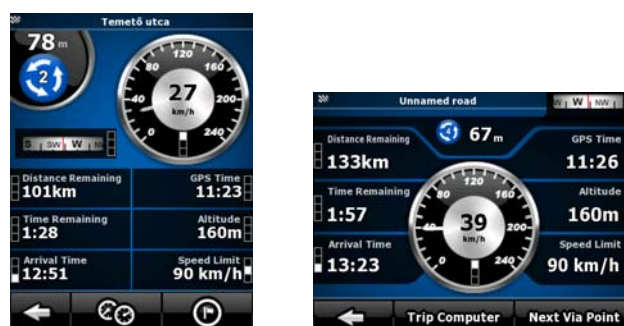 Temető utca
78 m
2
80 120 160
40 200
0 240
27
km/h
S SW W N
Distance Remaining GPS Time
101km 11:23
Time Remaining Altitude
1:28 160m
Arrival Time Speed Limit
12:51 90 km/h
Unnamed road
W W NW
4 67 m
Distance Remaining GPS Time
133km 11:26
Time Remaining Altitude
1:57 160m
Arrival Time Speed Limit
13:23 90 km/h
80 120 160
40 200
0 240
39
km/h
Trip Computer Next Via Point